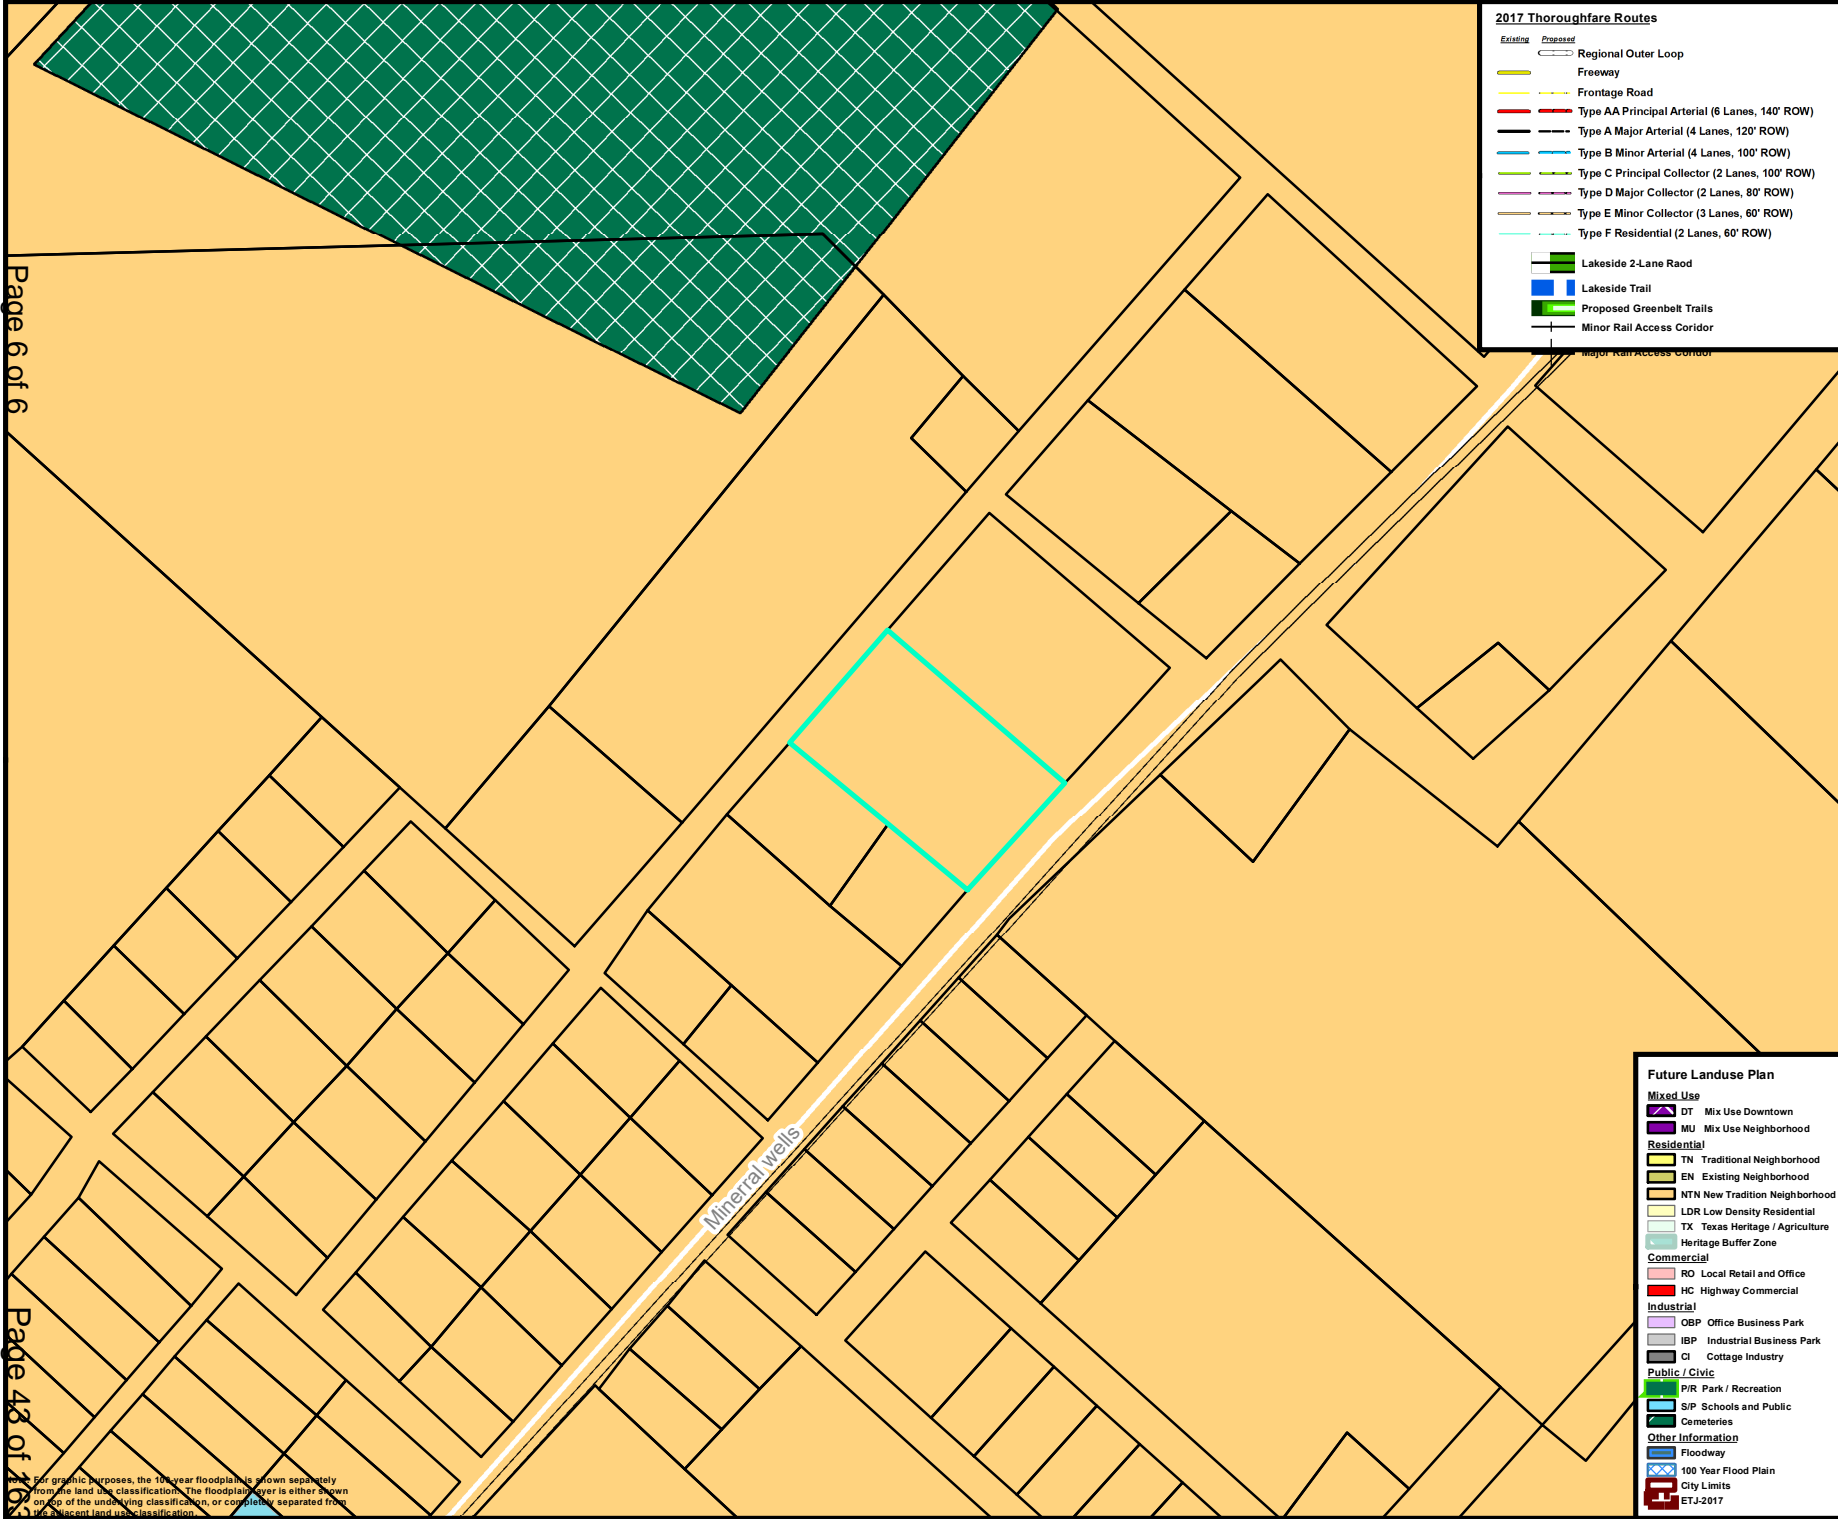 2017 Thoroughfare Routes
Existing Proposed
Regional Outer Loop
Freeway
Frontage Road
Type AA Principal Arterial (6 Lanes, 140' ROW)
Type A Major Arterial (4 Lanes, 120' ROW)
Type B Minor Arterial (4 Lanes, 100' ROW)
Type C Principal Collector (2 Lanes, 100' ROW)
Type D Major Collector (2 Lanes, 80' ROW)
Type E Minor Collector (3 Lanes, 60' ROW)
Type F Residential (2 Lanes, 60' ROW)
Lakeside 2-Lane Raod
Lakeside Trail
Proposed Greenbelt Trails
Minor Rail Access Coridor
Major Rail Access Coridor
Page 6 of 6
Minerral wells
Future Landuse Plan
Mixed Use
DT Mix Use Downtown
MU Mix Use Neighborhood
Residential
TN Traditional Neighborhood
EN Existing Neighborhood
NTN New Tradition Neighborhood
LDR Low Density Residential
TX Texas Heritage / Agriculture
Heritage Buffer Zone
Commercial
RO Local Retail and Office
HC Highway Commercial
Industrial
OBP Office Business Park
IBP Industrial Business Park
CI Cottage Industry
Public / Civic
P/R Park / Recreation
S/P Schools and Public
Cemeteries
Other Information
Floodway
100 Year Flood Plain
City Limits
ETJ-2017
Page 43 of 163
For graphic purposes, the 100-year floodplain is shown separately
from the land use classification. The floodplain layer is either shown
on top of the underlying classification, or completely separated from
the adjacent land use classification.